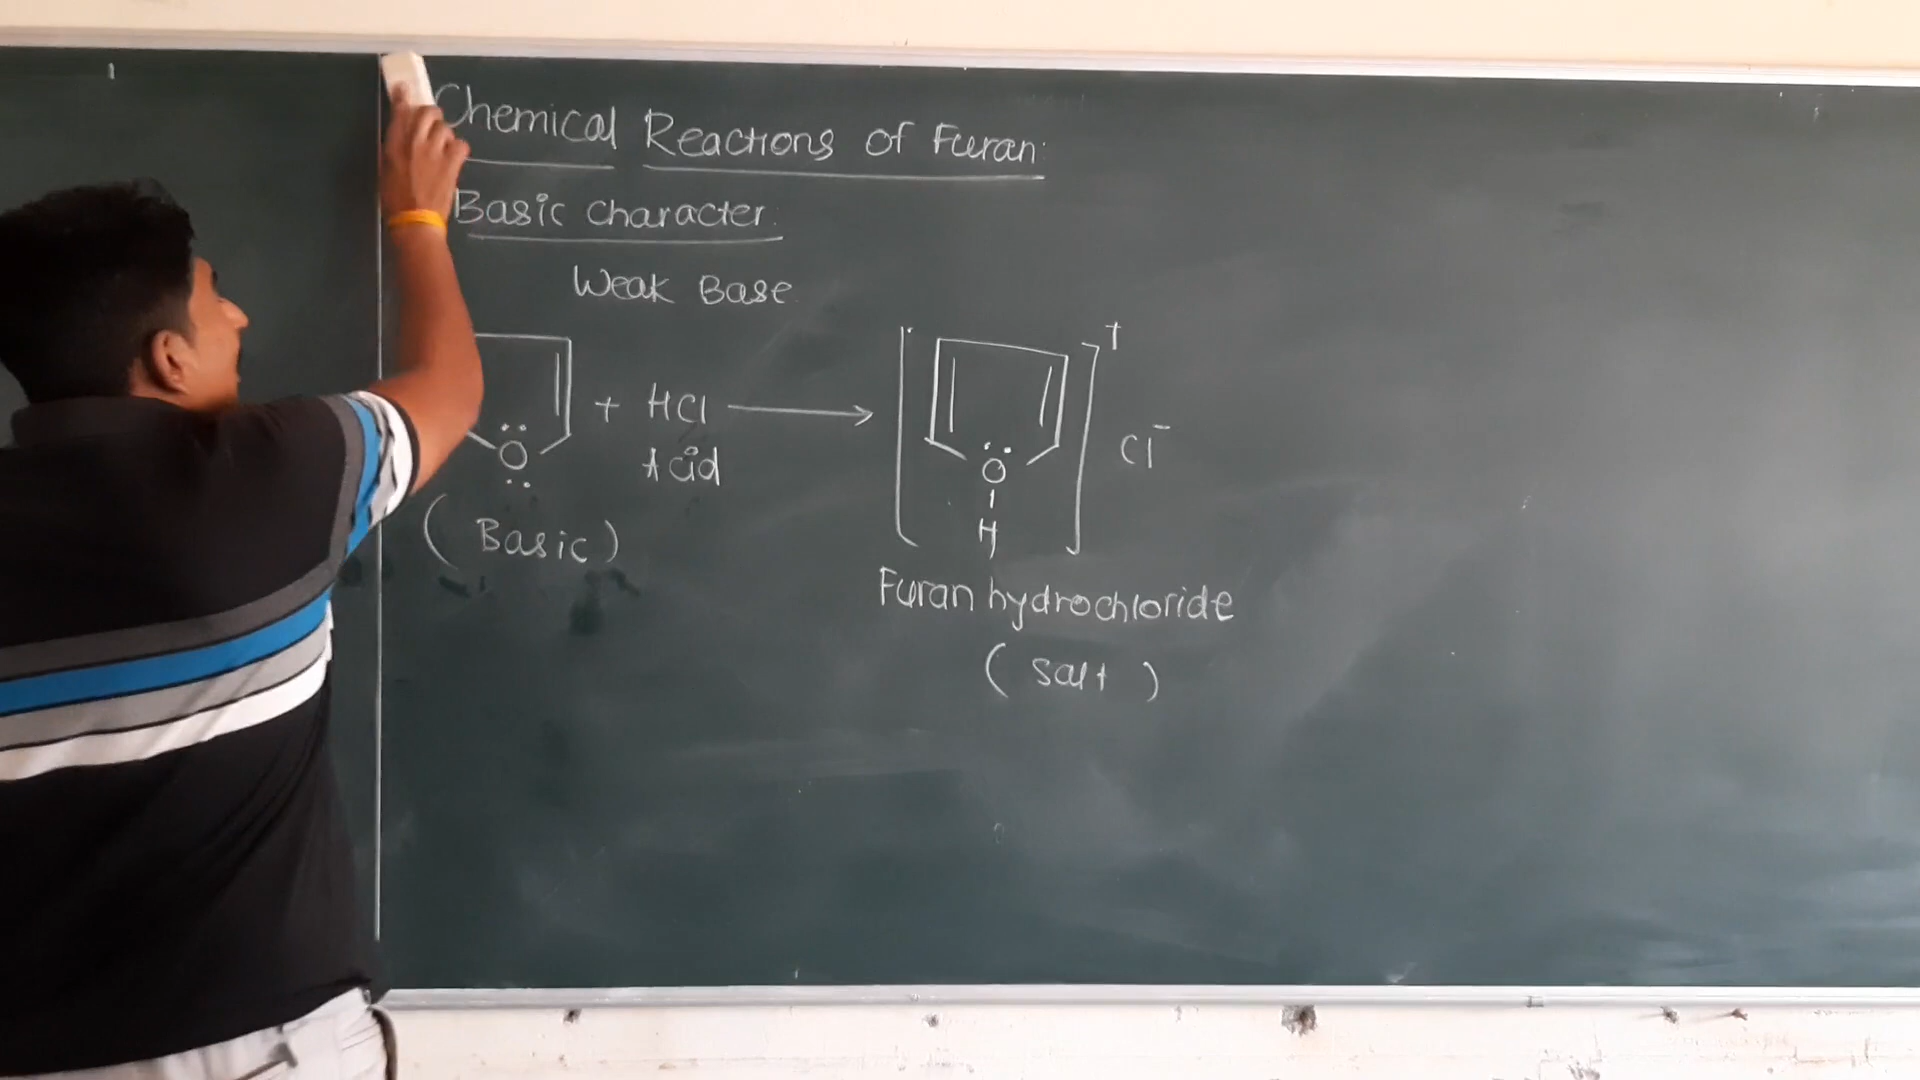 Chemical Reactions of Furan:
Basic character.
Weak Base
O + HCl ⟶ [ O H ]⁺ Cl⁻
Acid
( Basic )
Furan hydrochloride
( Salt )